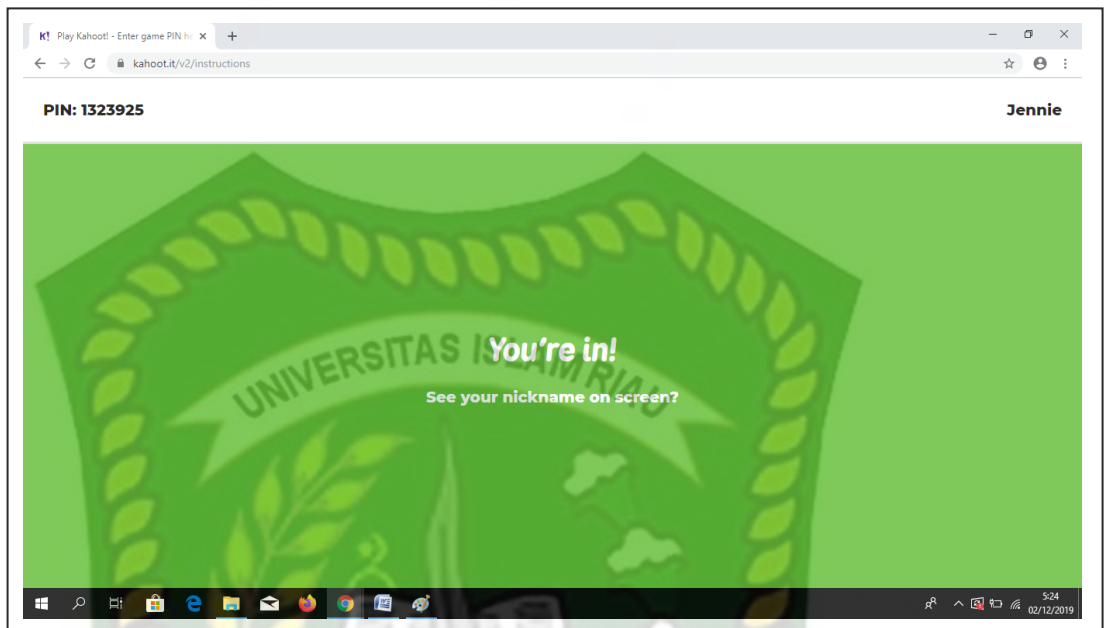 Play Kahoot! - Enter game PIN he
kahoot.it/v2/instructions
PIN: 1323925
Jennie
UNIVERSITAS ISLAM RIAU
You're in!
See your nickname on screen?
5:24
02/12/2019